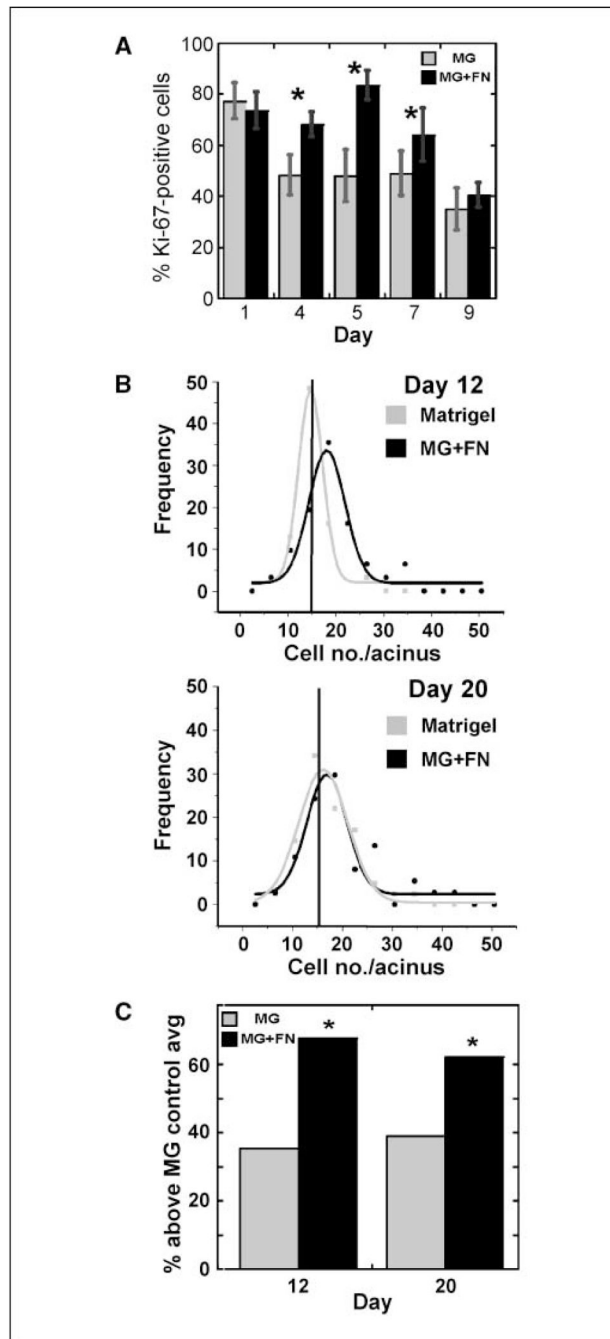 A
MG
MG+FN
* * *
% Ki-67-positive cells
100
80
60
40
20
0
1 4 5 7 9
Day
B
Day 12
Matrigel
MG+FN
Frequency
50
40
30
20
10
0
0 10 20 30 40 50
Cell no./acinus
Day 20
Matrigel
MG+FN
Frequency
50
40
30
20
10
0
0 10 20 30 40 50
Cell no./acinus
C
MG
MG+FN
* *
% above MG control avg
60
40
20
0
12 20
Day